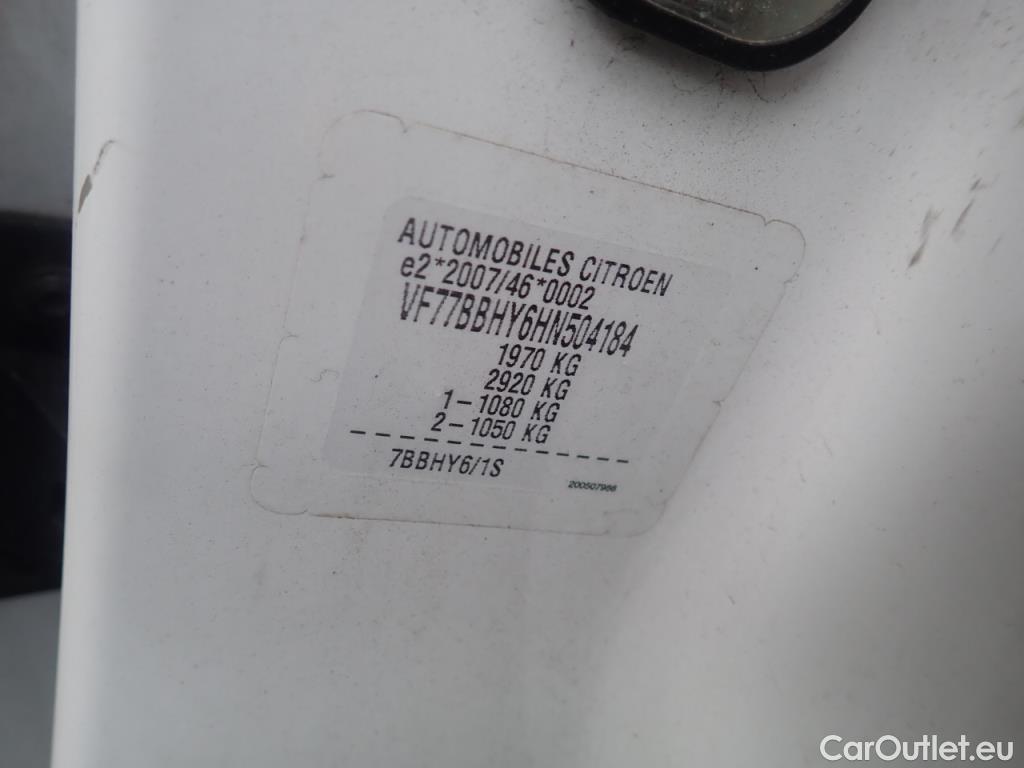 AUTOMOBILES CITROEN
e2*2007/46*0002
VF77BBHY6HN504184
1970 KG
2920 KG
1-1080 KG
2-1050 KG
7BBHY6/1S
200507956
CarOutlet.eu